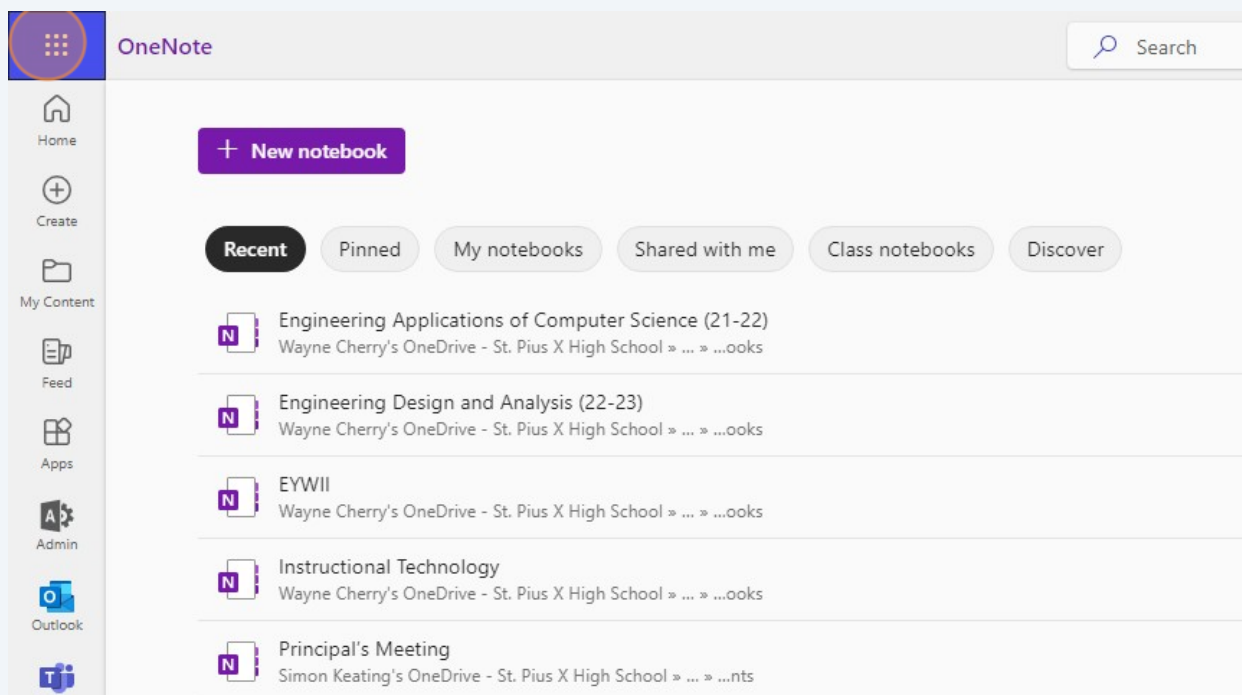 OneNote
Search
Home
Create
My Content
Feed
Apps
Admin
Outlook
+ New notebook
Recent Pinned My notebooks Shared with me Class notebooks Discover
Engineering Applications of Computer Science (21-22)
Wayne Cherry's OneDrive - St. Pius X High School » ... » ...ooks
Engineering Design and Analysis (22-23)
Wayne Cherry's OneDrive - St. Pius X High School » ... » ...ooks
EYWII
Wayne Cherry's OneDrive - St. Pius X High School » ... » ...ooks
Instructional Technology
Wayne Cherry's OneDrive - St. Pius X High School » ... » ...ooks
Principal's Meeting
Simon Keating's OneDrive - St. Pius X High School » ... » ...nts